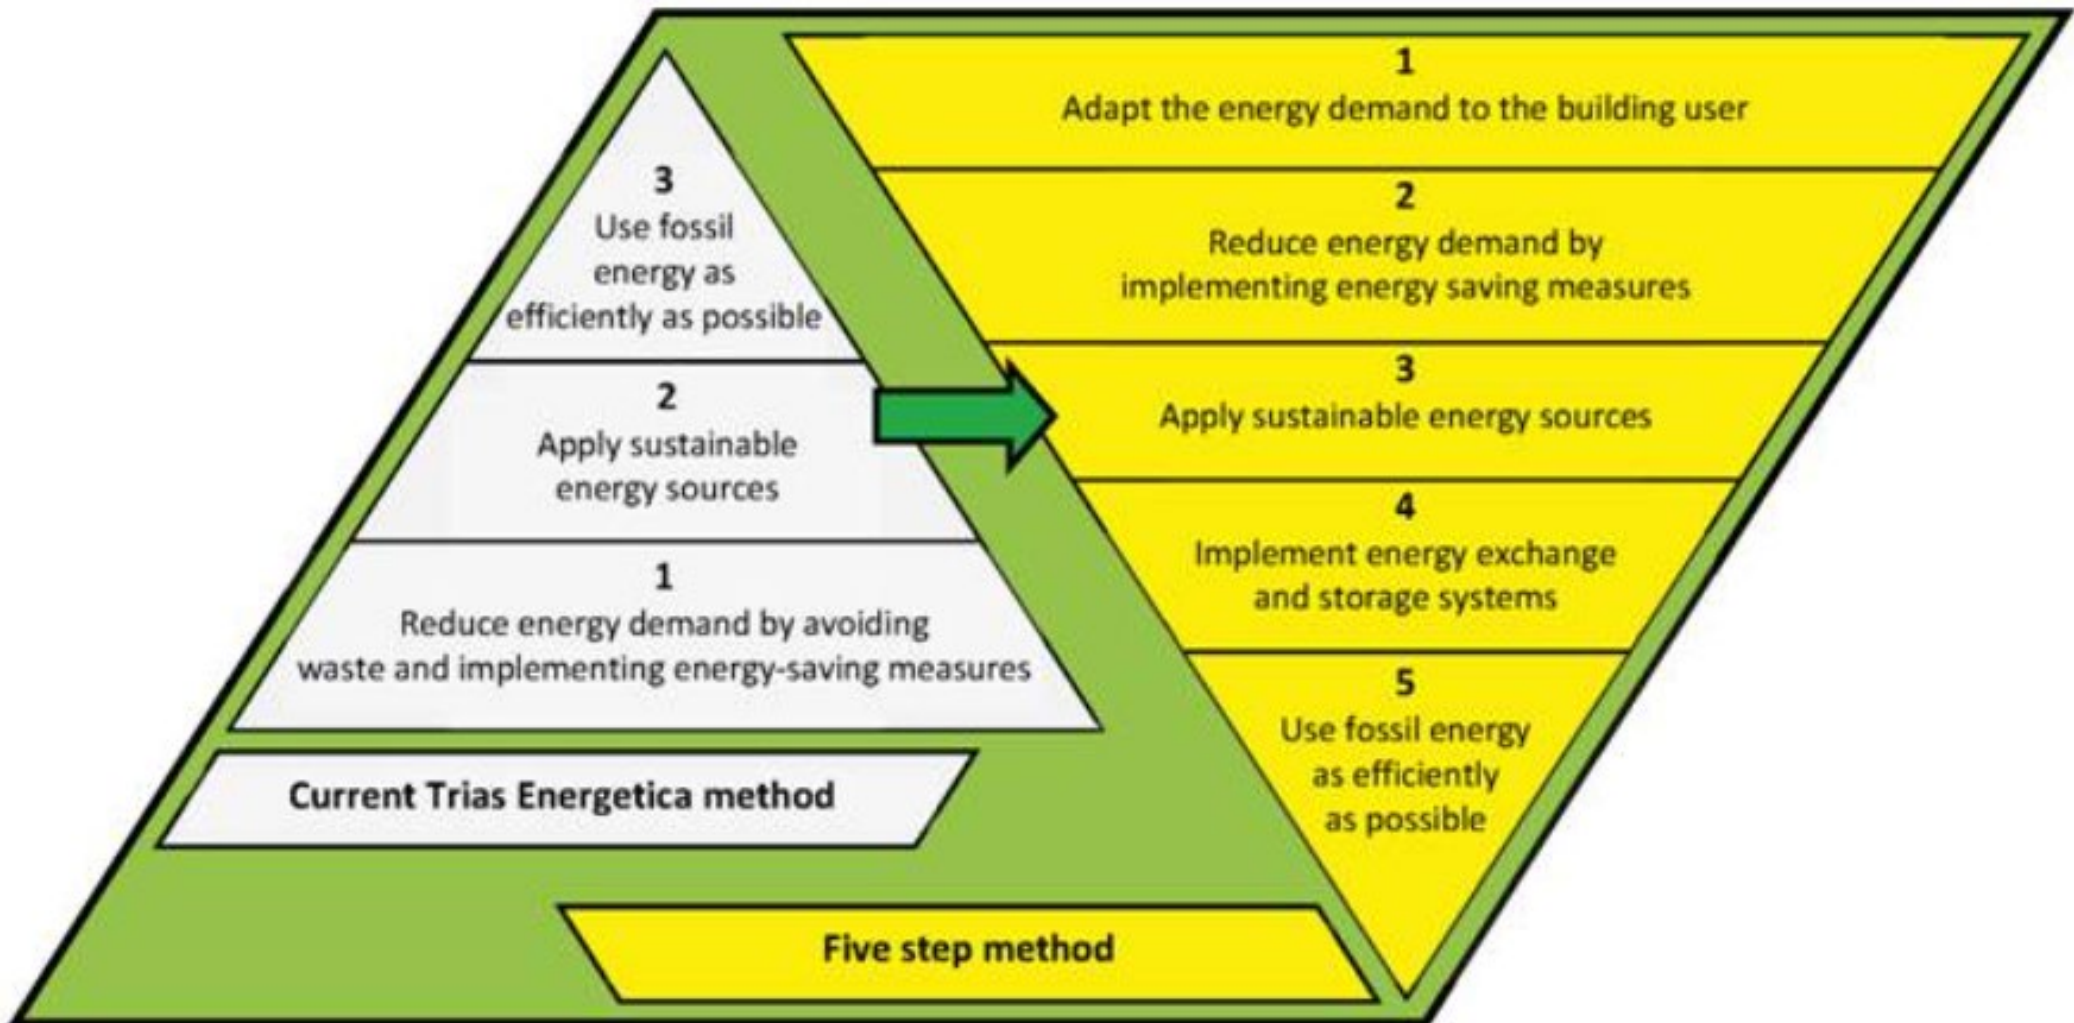 3
Use fossil
energy as
efficiently as possible
2
Apply sustainable
energy sources
1
Reduce energy demand by avoiding
waste and implementing energy-saving measures
Current Trias Energetica method
1
Adapt the energy demand to the building user
2
Reduce energy demand by
implementing energy saving measures
3
Apply sustainable energy sources
4
Implement energy exchange
and storage systems
5
Use fossil energy
as efficiently
as possible
Five step method